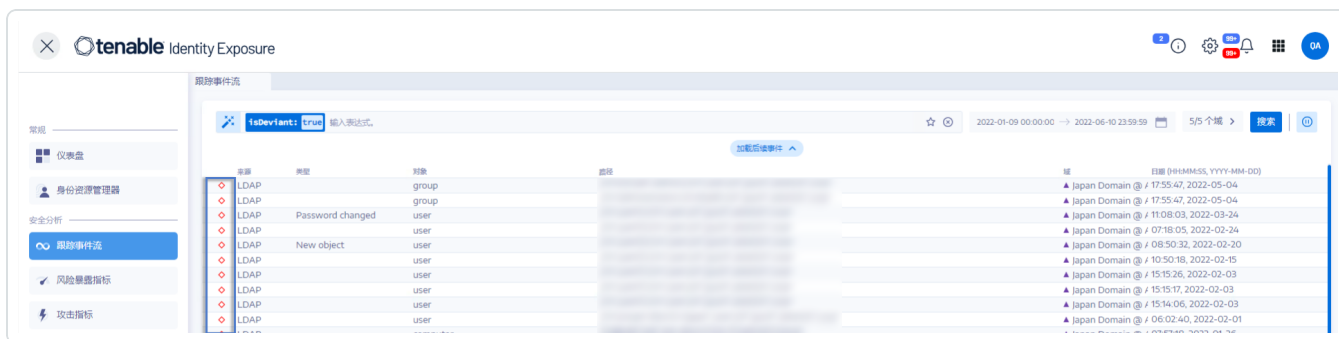 tenable Identity Exposure
2
99+
99+
QA
跟踪事件流
常规
仪表盘
身份资源管理器
安全分析
跟踪事件流
风险暴露指标
攻击指标
isDeviant: true 输入表达式。
2022-01-09 00:00:00 → 2022-06-10 23:59:59
5/5 个域 >
搜索
加载后续事件
来源 类型 对象 路径 域 日期 (HH:MM:SS, YYYY-MM-DD)
LDAP group Japan Domain @ 17:55:47, 2022-05-04
LDAP group Japan Domain @ 17:55:47, 2022-05-04
LDAP Password changed user Japan Domain @ 11:08:03, 2022-03-24
LDAP user Japan Domain @ 07:18:05, 2022-02-24
LDAP New object user Japan Domain @ 08:50:32, 2022-02-20
LDAP user Japan Domain @ 10:50:18, 2022-02-15
LDAP user Japan Domain @ 15:15:26, 2022-02-03
LDAP user Japan Domain @ 15:15:17, 2022-02-03
LDAP user Japan Domain @ 15:14:06, 2022-02-03
LDAP user Japan Domain @ 06:02:40, 2022-02-01